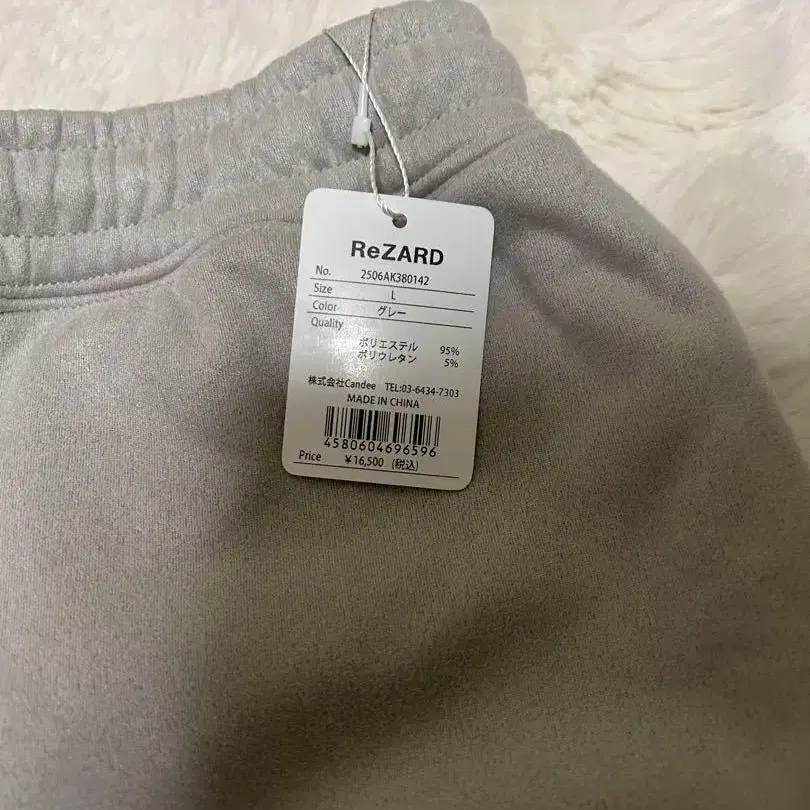 ReZARD
No. 2506AK380142
Size L
Color グレー
Quality
ポリエステル 95%
ポリウレタン 5%
株式会社Candee TEL:03-6434-7303
MADE IN CHINA
4580604696596
Price ¥16,500 (税込)